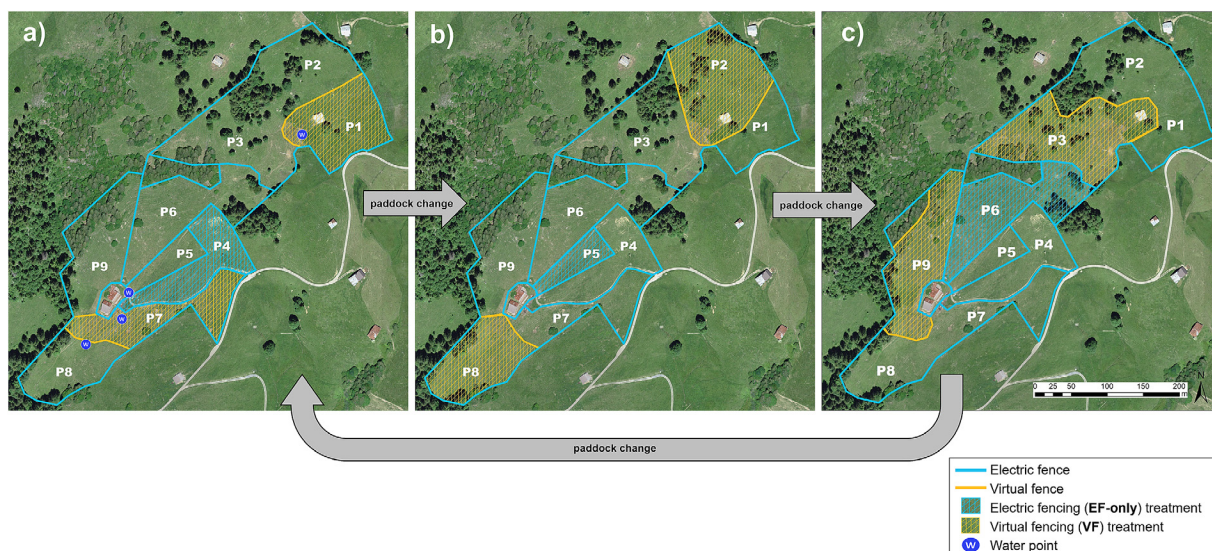 a)
P2
P1
W
P3
P6
P5
P4
P9
W
W
P7
W
P8
paddock change
b)
P2
P1
P3
P6
P5
P4
P9
P7
P8
paddock change
c)
P2
P1
P3
P6
P5
P4
P9
P7
P8
0 25 50 100 150 200
m
N
paddock change
Electric fence
Virtual fence
Electric fencing (EF-only) treatment
Virtual fencing (VF) treatment
W Water point